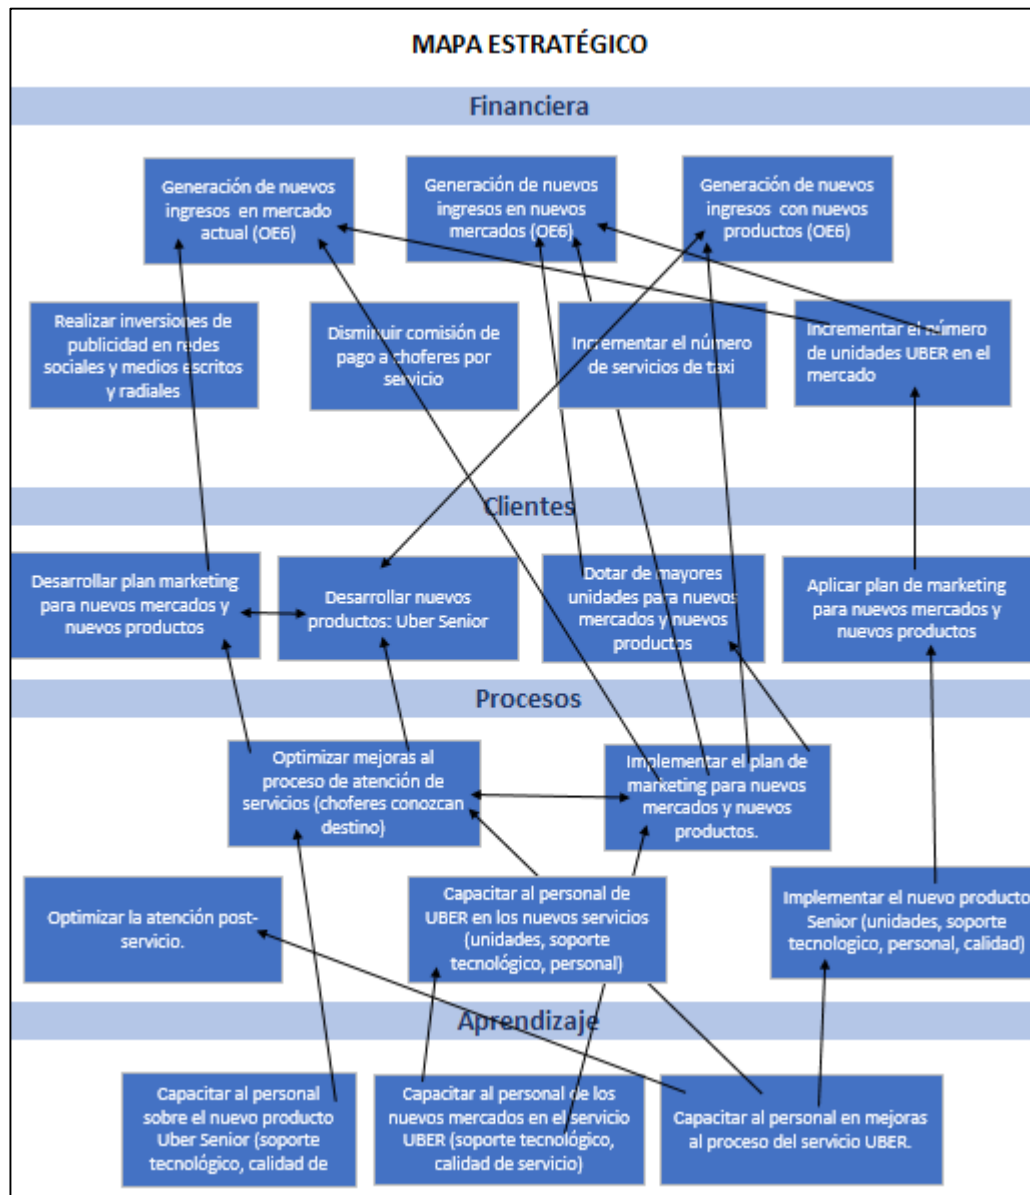 MAPA ESTRATÉGICO
Financiera
Generación de nuevos
ingresos en mercado
actual (OE6)
Generación de nuevos
ingresos en nuevos
mercados (OE6)
Generación de nuevos
ingresos con nuevos
productos (OE6)
Realizar inversiones de
publicidad en redes
sociales y medios escritos
y radiales
Disminuir comisión de
pago a choferes por
servicio
Incrementar el número
de servicios de taxi
Incrementar el número
de unidades UBER en el
mercado
Clientes
Desarrollar plan marketing
para nuevos mercados y
nuevos productos
Desarrollar nuevos
productos: Uber Senior
Dotar de mayores
unidades para nuevos
mercados y nuevos
productos
Aplicar plan de marketing
para nuevos mercados y
nuevos productos
Procesos
Optimizar mejoras al
proceso de atención de
servicios (choferes conozcan
destino)
Implementar el plan de
marketing para nuevos
mercados y nuevos
productos.
Optimizar la atención post-
servicio.
Capacitar al personal de
UBER en los nuevos servicios
(unidades, soporte
tecnológico, personal)
Implementar el nuevo producto
Senior (unidades, soporte
tecnologico, personal, calidad)
Aprendizaje
Capacitar al personal
sobre el nuevo producto
Uber Senior (soporte
tecnológico, calidad de
Capacitar al personal de los
nuevos mercados en el servicio
UBER (soporte tecnológico,
calidad de servicio)
Capacitar al personal en mejoras
al proceso del servicio UBER.